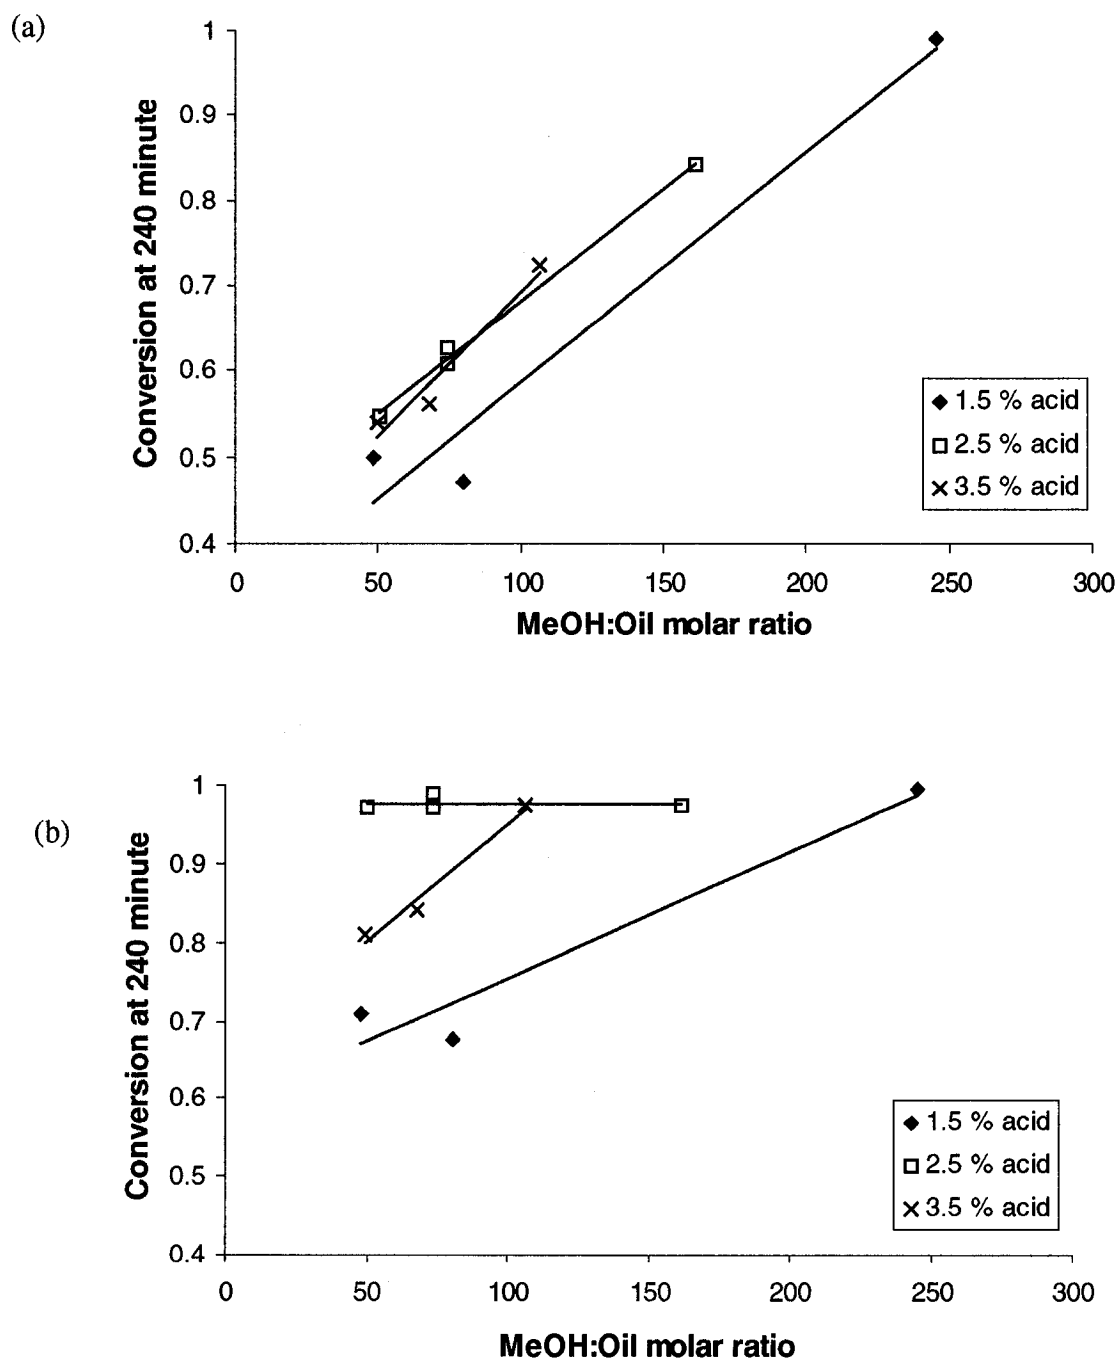 (a)
Conversion at 240 minute
1
0.9
0.8
0.7
0.6
0.5
0.4
0 50 100 150 200 250 300
MeOH:Oil molar ratio
1.5 % acid
2.5 % acid
3.5 % acid
(b)
Conversion at 240 minute
1
0.9
0.8
0.7
0.6
0.5
0.4
0 50 100 150 200 250 300
MeOH:Oil molar ratio
1.5 % acid
2.5 % acid
3.5 % acid